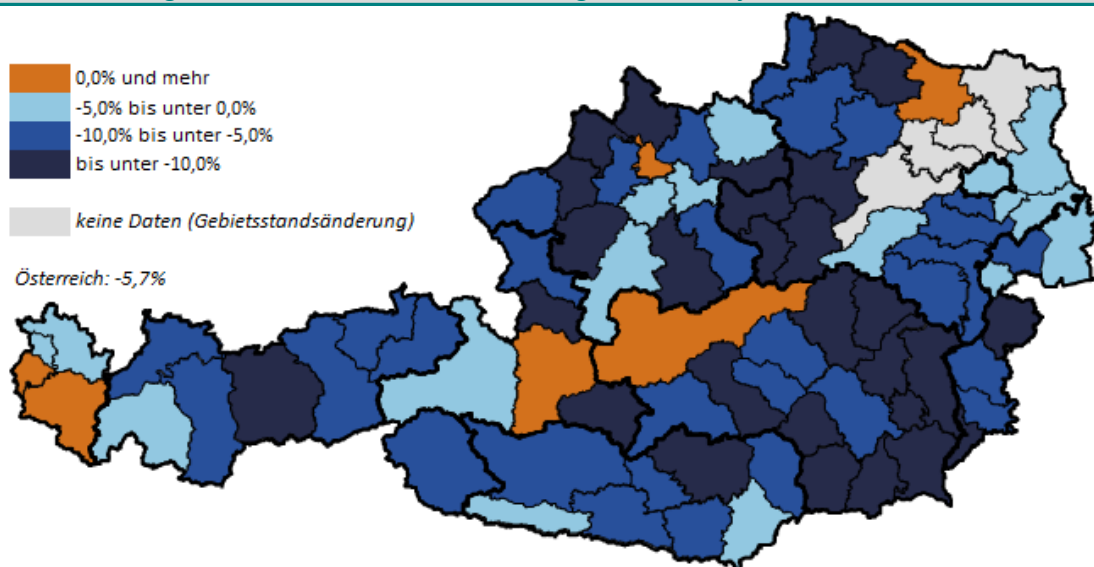 0,0% und mehr
-5,0% bis unter 0,0%
-10,0% bis unter -5,0%
bis unter -10,0%
keine Daten (Gebietsstandsänderung)
Österreich: -5,7%